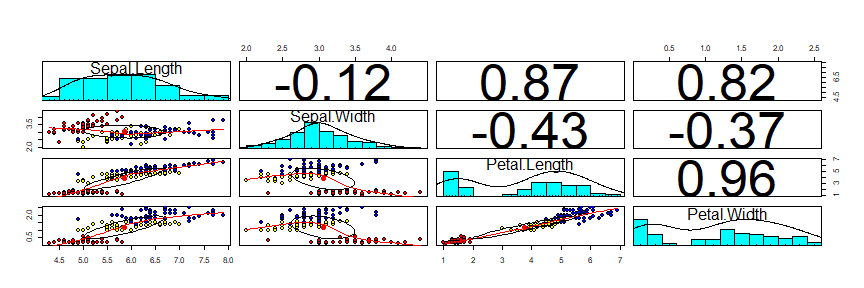 2.0 2.5 3.0 3.5 4.0 0.5 1.0 1.5 2.0 2.5
Sepal.Length -0.12 0.87 0.82 4.5 5.5 6.5 7.5
2.0 3.5 Sepal.Width -0.43 -0.37
Petal.Length 0.96 1 3 5 7
0.5 2.0 Petal.Width
4.5 5.0 5.5 6.0 6.5 7.0 7.5 8.0 1 2 3 4 5 6 7